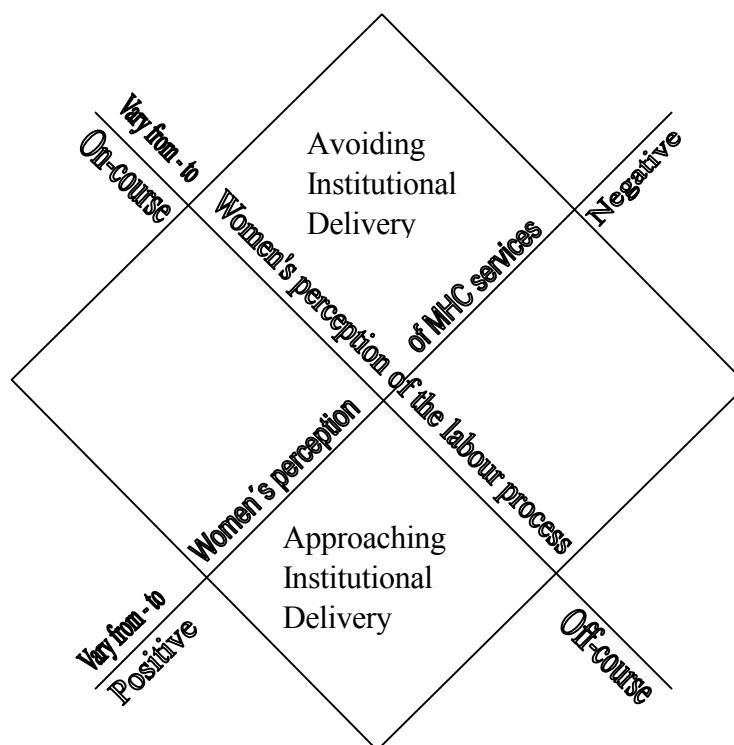 Vary from - to
On-course
Avoiding
Institutional
Delivery
Negative
Women's perception of the labour process
of MHC services
Women´s perception
Approaching
Institutional
Delivery
Vary from - to
Positive
Off-course